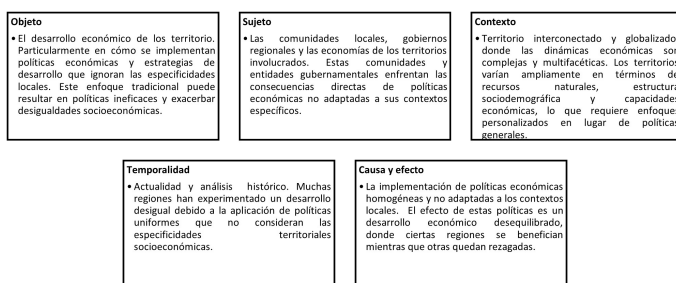 Objeto
• El desarrollo económico de los territorio.
Particularmente en cómo se implementan
políticas económicas y estrategias de
desarrollo que ignoran las especificidades
locales. Este enfoque tradicional puede
resultar en políticas ineficaces y exacerbar
desigualdades socioeconómicas.
Sujeto
• Las comunidades locales, gobiernos
regionales y las economías de los territorios
involucrados. Estas comunidades y
entidades gubernamentales enfrentan las
consecuencias directas de políticas
económicas no adaptadas a sus contextos
específicos.
Contexto
• Territorio interconectado y globalizado
donde las dinámicas económicas son
complejas y multifacéticas. Los territorios
varían ampliamente en términos de
recursos naturales, estructura
sociodemográfica y capacidades
económicas, lo que requiere enfoques
personalizados en lugar de políticas
generales.
Temporalidad
• Actualidad y análisis histórico. Muchas
regiones han experimentado un desarrollo
desigual debido a la aplicación de políticas
uniformes que no consideran las
especificidades territoriales
socioeconómicas.
Causa y efecto
• La implementación de políticas económicas
homogéneas y no adaptadas a los contextos
locales. El efecto de estas políticas es un
desarrollo económico desequilibrado,
donde ciertas regiones se benefician
mientras que otras quedan rezagadas.